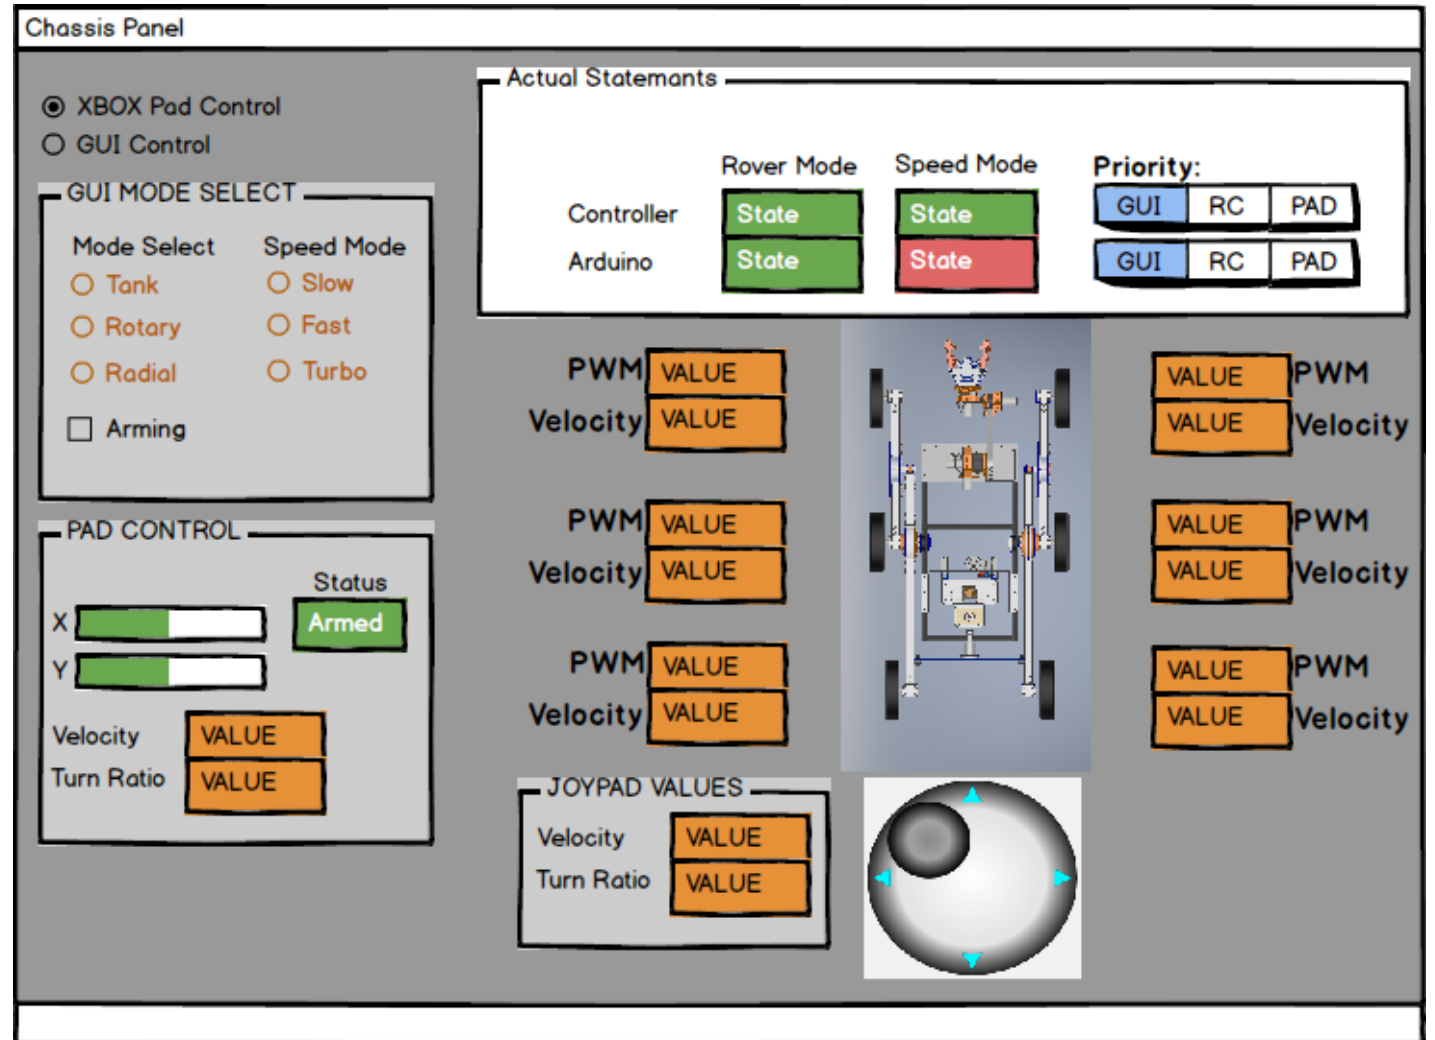 Chassis Panel
XBOX Pad Control
GUI Control
GUI MODE SELECT
Mode Select Speed Mode
Tank Slow
Rotary Fast
Radial Turbo
Arming
PAD CONTROL
Status
X Armed
Y
Velocity VALUE
Turn Ratio VALUE
Actual Statemants
Rover Mode Speed Mode Priority:
Controller State State GUI RC PAD
Arduino State State GUI RC PAD
PWM VALUE VALUE PWM
Velocity VALUE VALUE Velocity
PWM VALUE VALUE PWM
Velocity VALUE VALUE Velocity
PWM VALUE VALUE PWM
Velocity VALUE VALUE Velocity
JOYPAD VALUES
Velocity VALUE
Turn Ratio VALUE